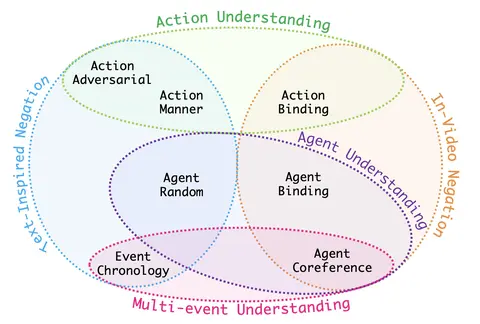 Action Understanding
Action
Adversarial
Action
Manner
Action
Binding
Text-Inspired Negation
In-Video Negation
Agent Understanding
Agent
Random
Agent
Binding
Event
Chronology
Agent
Coreference
Multi-event Understanding